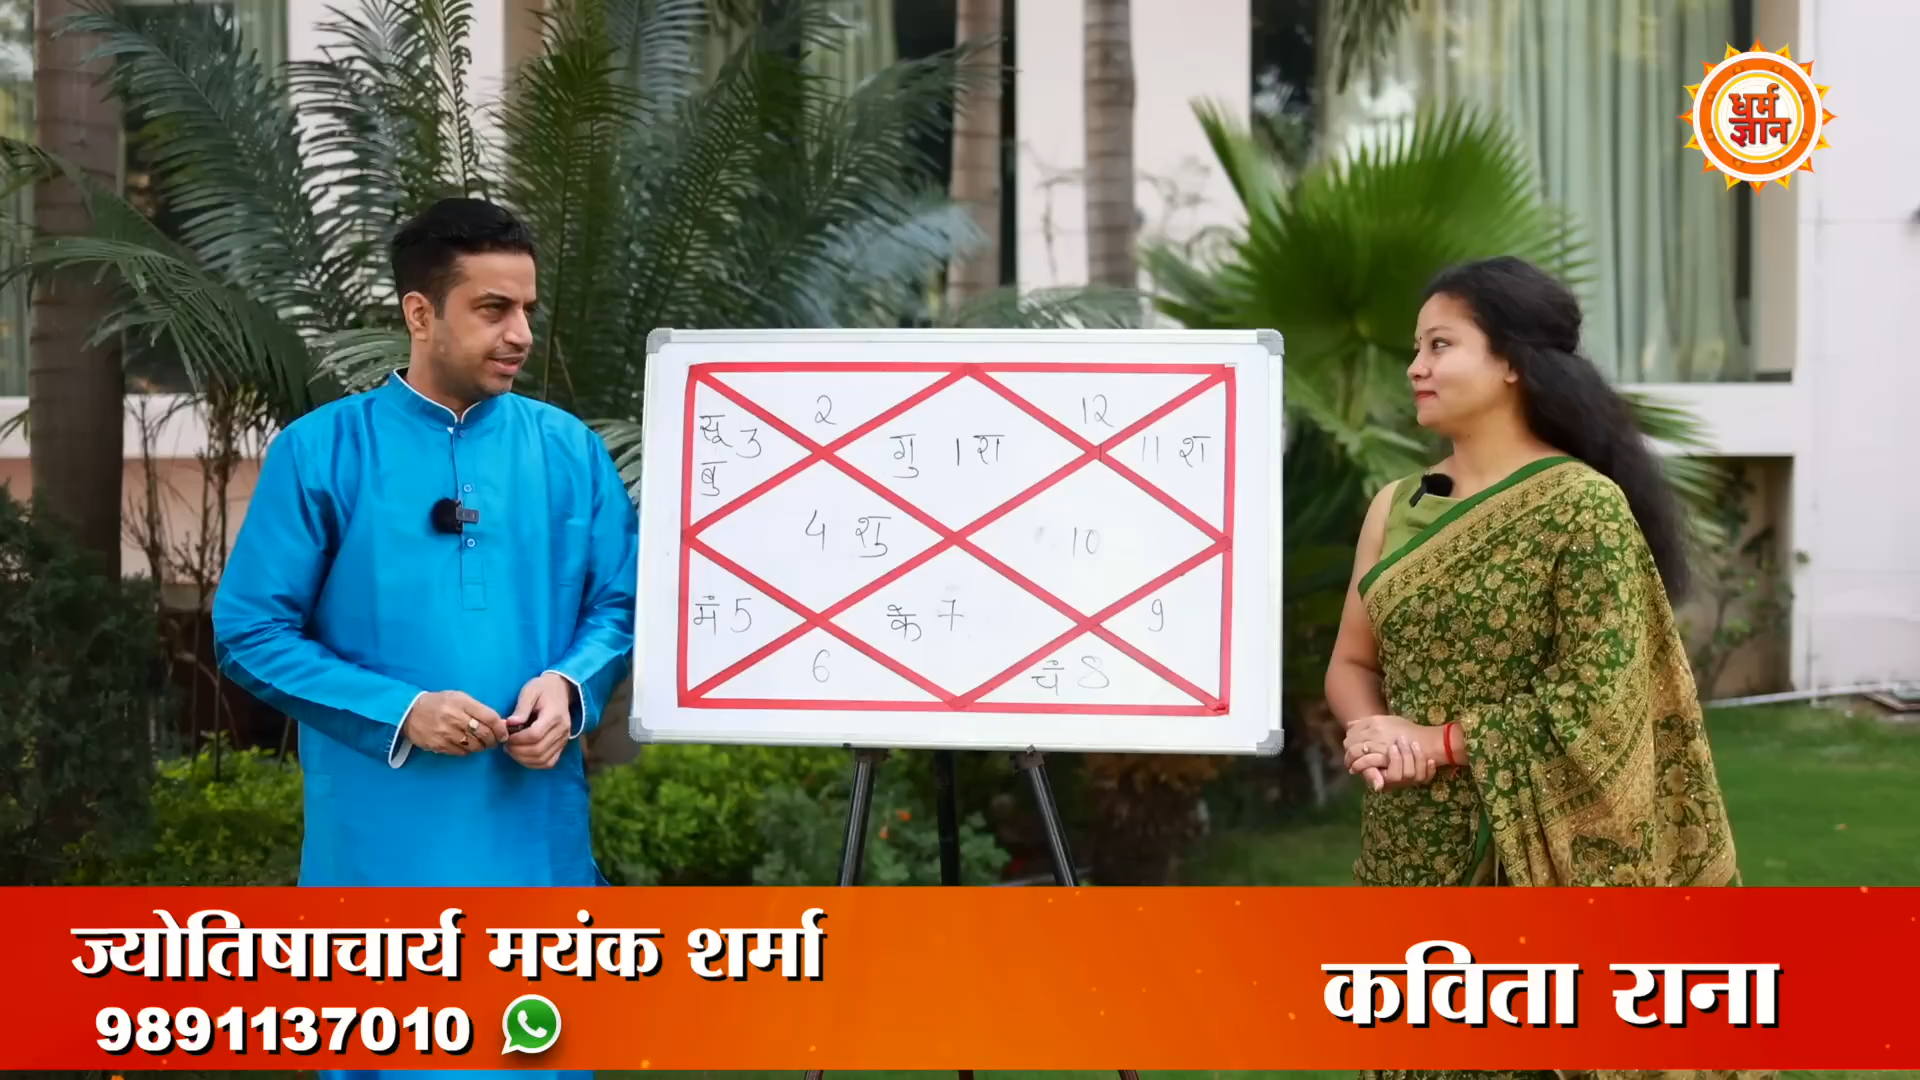 धर्म
ज्ञान
2
12
सू 3
बु
गु 1 रा
11 श
4 शु
10
मं 5
के 7
9
6
चं 8
ज्योतिषाचार्य मयंक शर्मा
9891137010
कविता राना